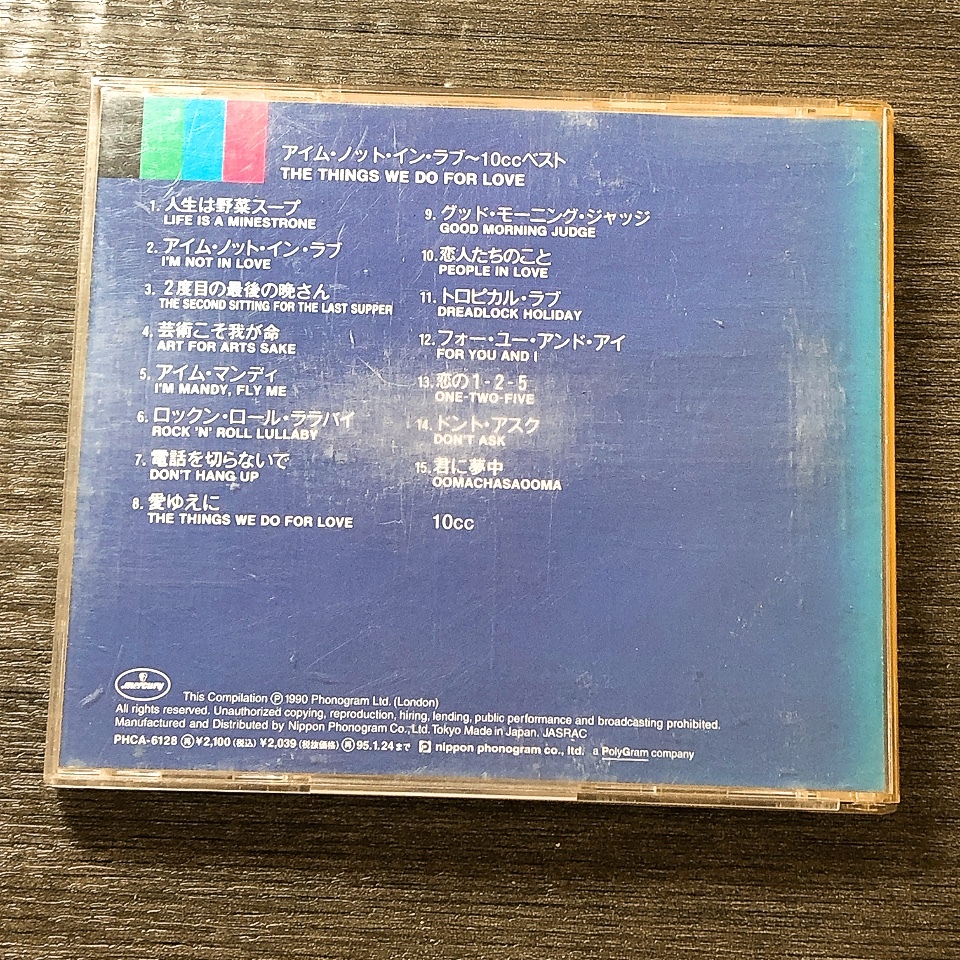 アイム・ノット・イン・ラブ〜10ccベスト
THE THINGS WE DO FOR LOVE
1. 人生は野菜スープ
LIFE IS A MINESTRONE
2. アイム・ノット・イン・ラブ
I'M NOT IN LOVE
3. 2度目の最後の晩さん
THE SECOND SITTING FOR THE LAST SUPPER
4. 芸術こそ我が命
ART FOR ARTS SAKE
5. アイム・マンディ
I'M MANDY, FLY ME
6. ロックン・ロール・ララバイ
ROCK 'N' ROLL LULLABY
7. 電話を切らないで
DON'T HANG UP
8. 愛ゆえに
THE THINGS WE DO FOR LOVE
9. グッド・モーニング・ジャッジ
GOOD MORNING JUDGE
10. 恋人たちのこと
PEOPLE IN LOVE
11. トロピカル・ラブ
DREADLOCK HOLIDAY
12. フォー・ユー・アンド・アイ
FOR YOU AND I
13. 恋の1-2-5
ONE-TWO-FIVE
14. ドント・アスク
DON'T ASK
15. 君に夢中
OOMACHASAOOMA
10cc
mercury
This Compilation Ⓟ 1990 Phonogram Ltd. (London)
All rights reserved. Unauthorized copying, reproduction, hiring, lending, public performance and broadcasting prohibited.
Manufactured and Distributed by Nippon Phonogram Co., Ltd. Tokyo Made in Japan. JASRAC
PHCA-6128 ㊐¥2,100(税込) ¥2,039(税抜価格) ㊐95.1.24まで nippon phonogram co., ltd. a PolyGram company